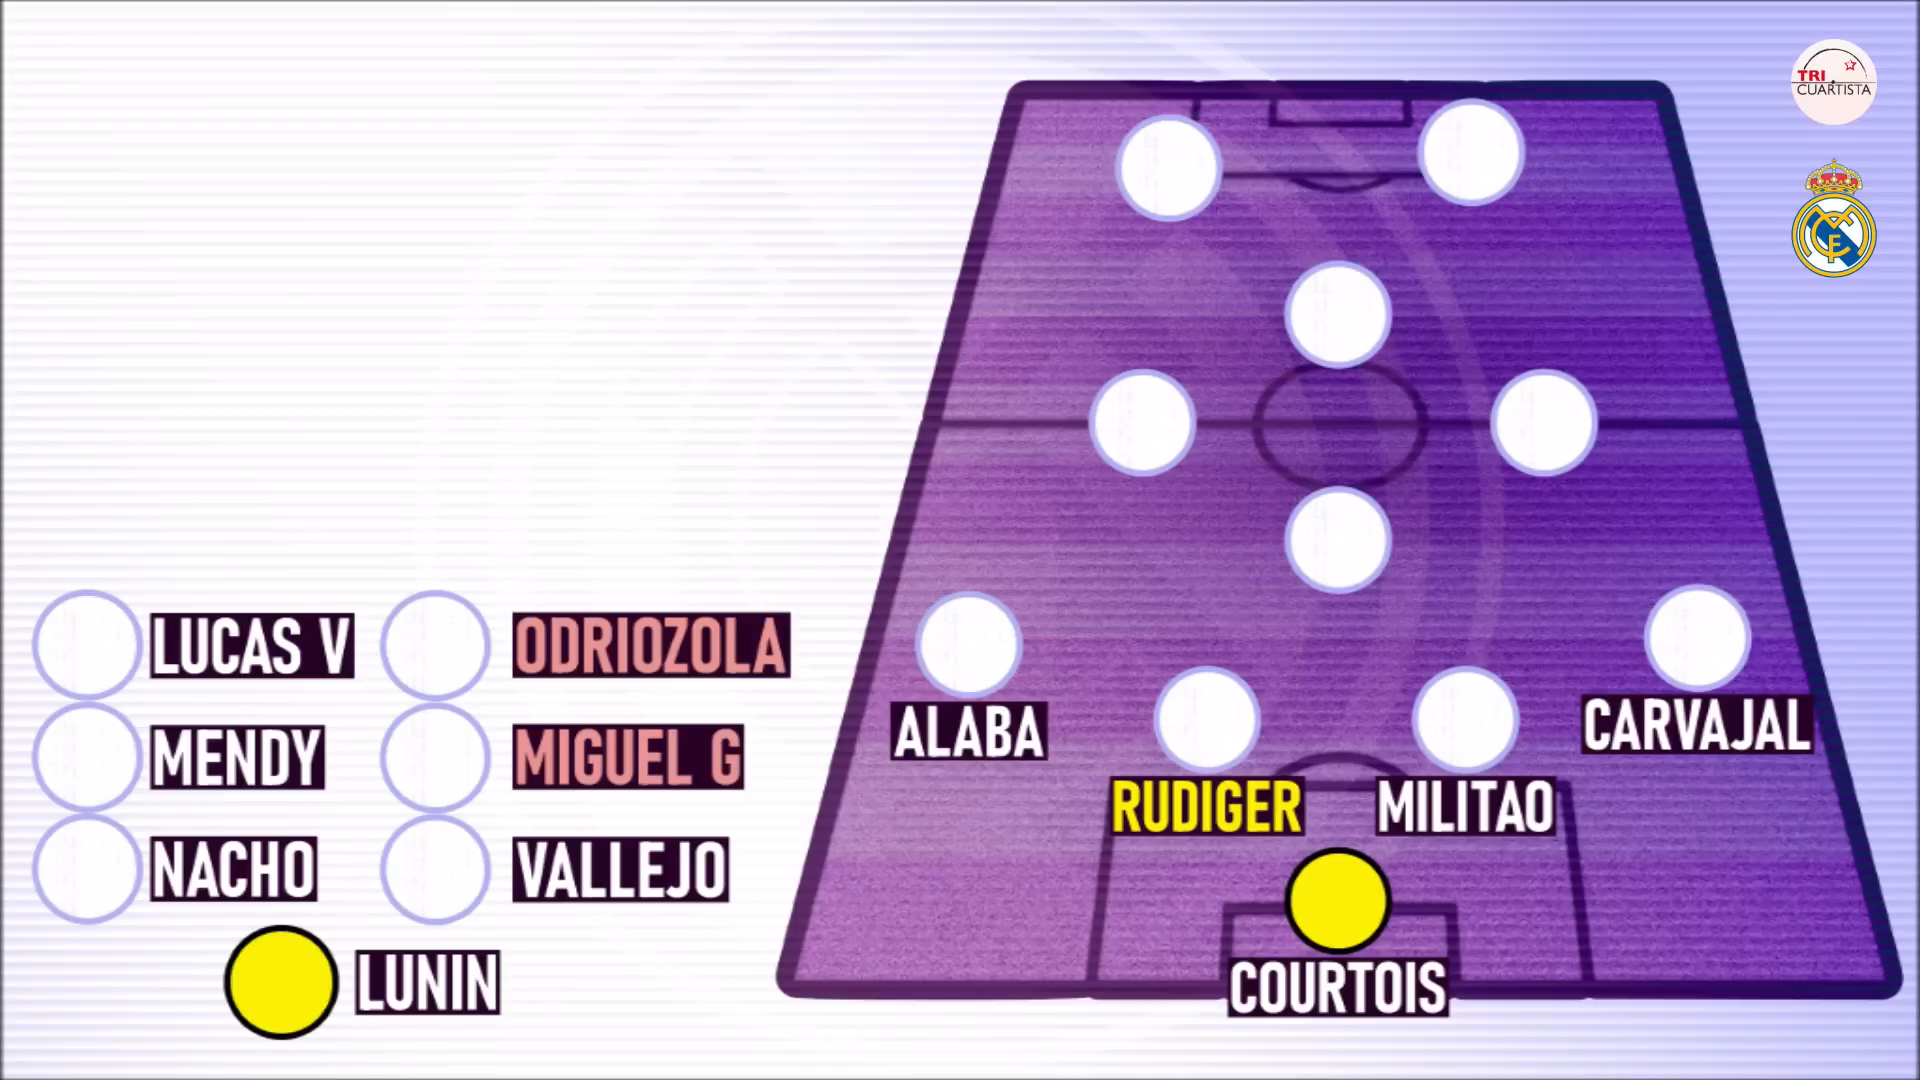 TRI
CUARTISTA
LUCAS V
ODRIOZOLA
MENDY
MIGUEL G
NACHO
VALLEJO
LUNIN
ALABA
CARVAJAL
RUDIGER
MILITAO
COURTOIS